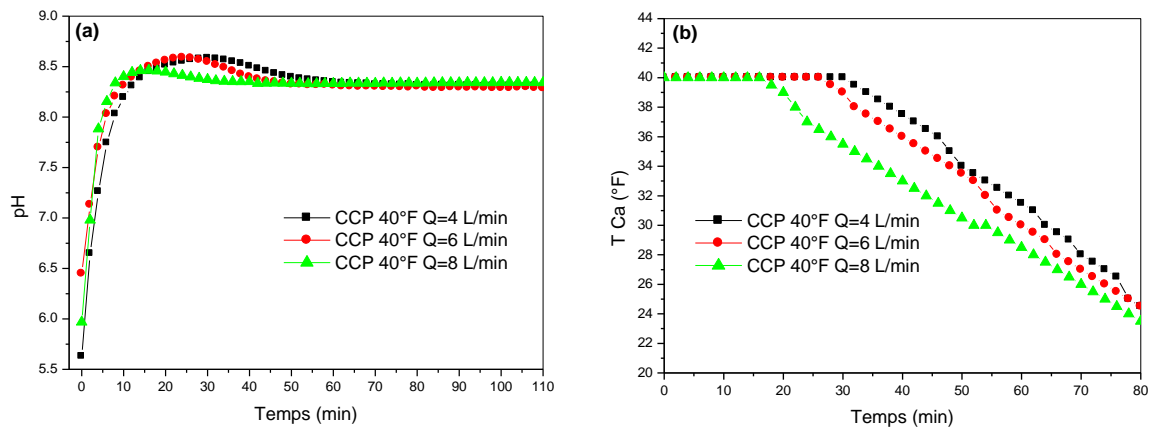 (a)
9.0
8.5
8.0
7.5
7.0
6.5
6.0
5.5
pH
CCP 40°F Q=4 L/min
CCP 40°F Q=6 L/min
CCP 40°F Q=8 L/min
0 10 20 30 40 50 60 70 80 90 100 110
Temps (min)
(b)
44
42
40
38
36
34
32
30
28
26
24
22
20
T Ca (°F)
CCP 40°F Q=4 L/min
CCP 40°F Q=6 L/min
CCP 40°F Q=8 L/min
0 10 20 30 40 50 60 70 80
Temps (min)